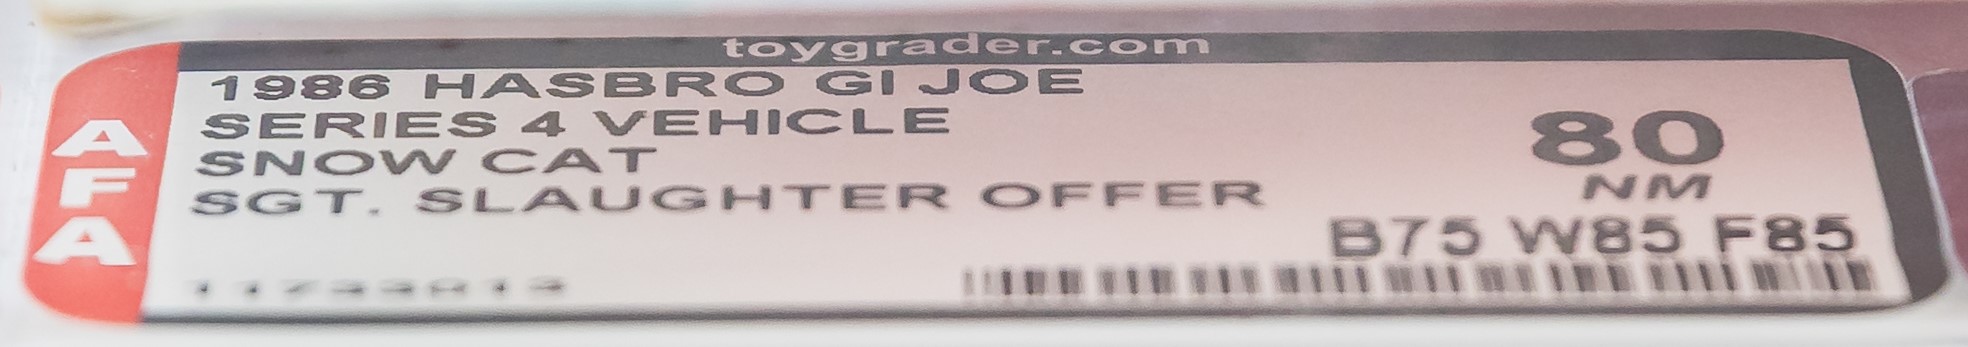 toygrader.com
AFA
1986 HASBRO GI JOE
SERIES 4 VEHICLE
SNOW CAT
SGT. SLAUGHTER OFFER
80
NM
B75 W85 F85